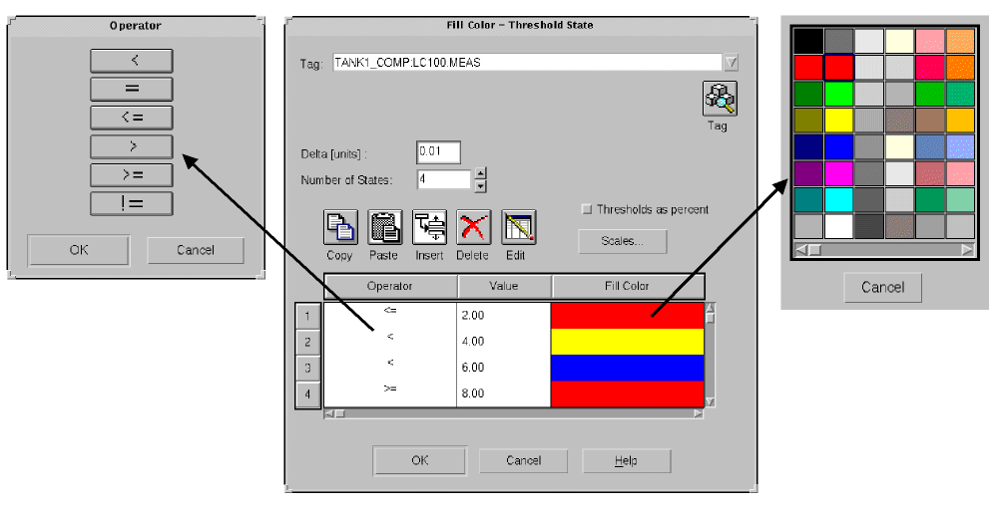 Operator
<
=
<=
>
>=
!=
OK Cancel
Fill Color – Threshold State
Tag: TANK1_COMP:LC100.MEAS
Tag
Delta [units] : 0.01
Number of States: 4
Thresholds as percent
Scales...
Copy Paste Insert Delete Edit
Operator Value Fill Color
1 <= 2.00
2 < 4.00
3 < 6.00
4 >= 8.00
OK Cancel Help
Cancel